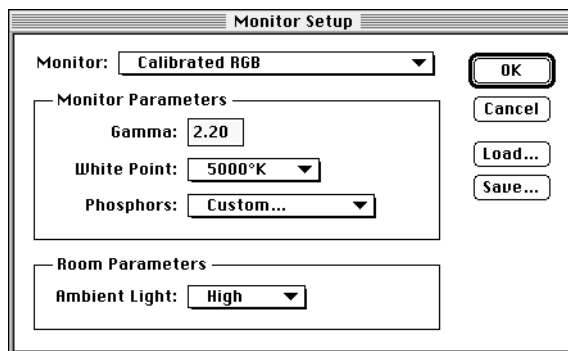 Monitor Setup
Monitor: Calibrated RGB
OK
Monitor Parameters
Cancel
Gamma: 2.20
Load...
White Point: 5000°K
Save...
Phosphors: Custom...
Room Parameters
Ambient Light: High